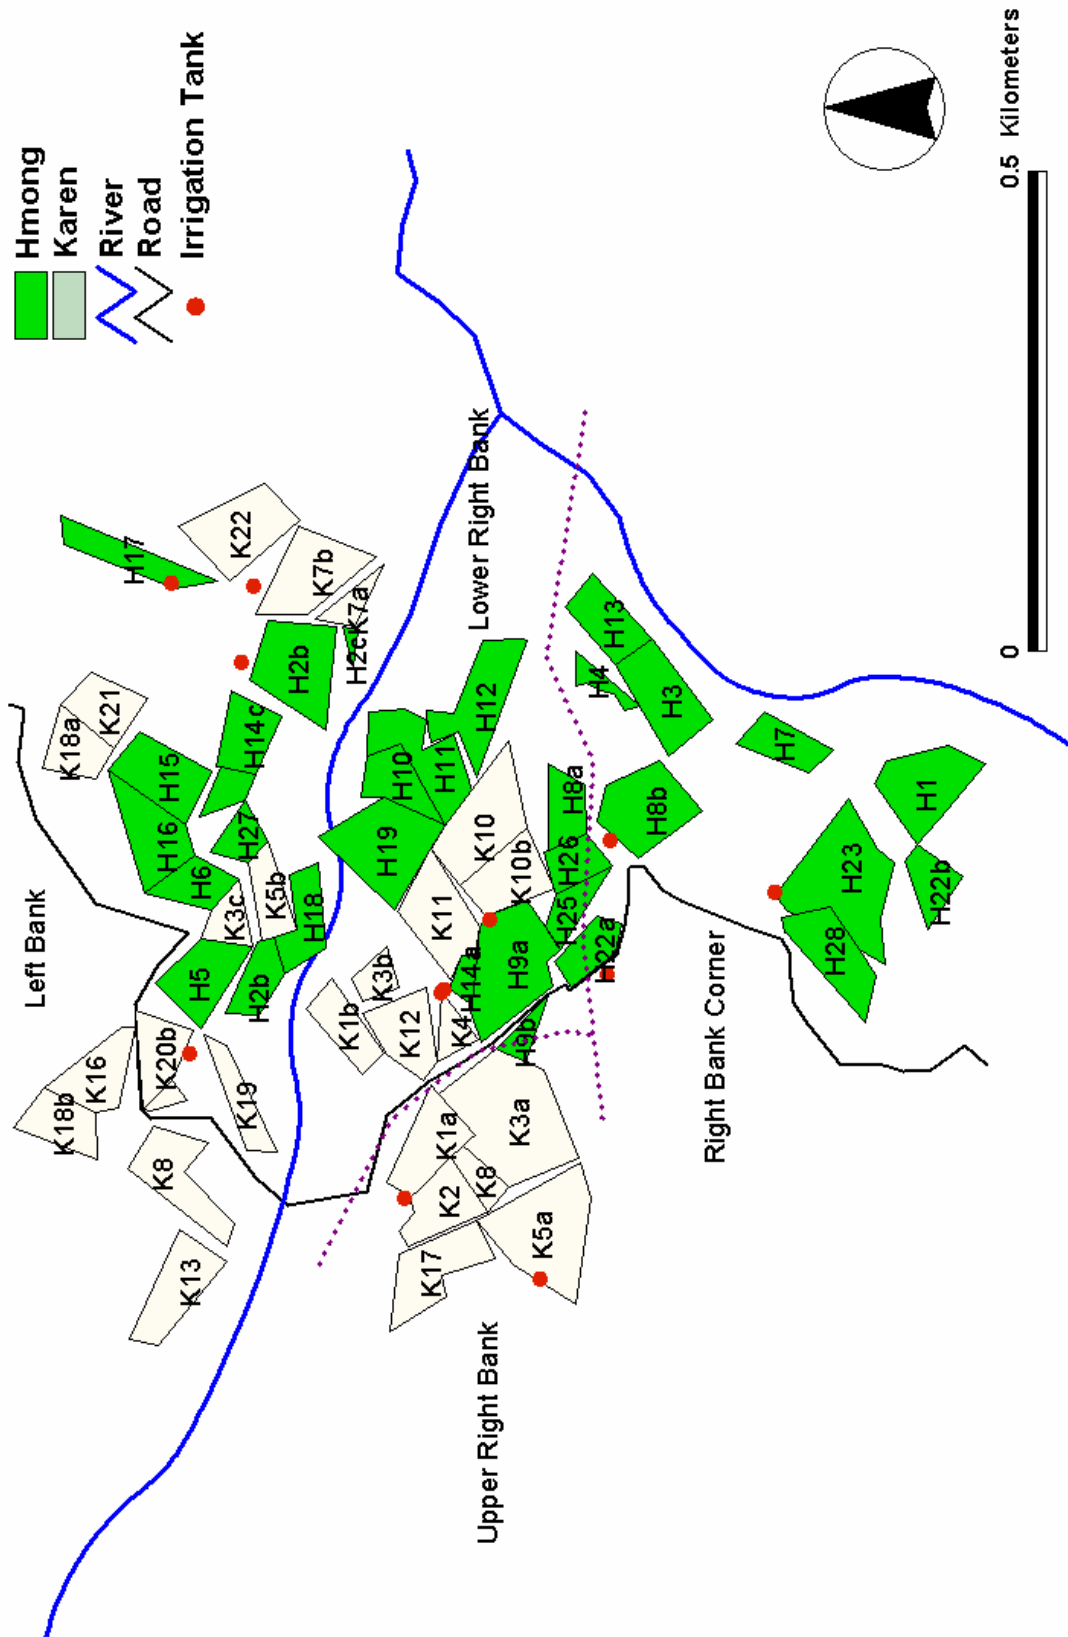 Hmong
Karen
River
Road
Irrigation Tank
Left Bank
K18b
K16
K8
K13
K20b
K19
H5
H2b
K3c
H6
H16
H15
K18a
K21
K5b
H18
H27
H14c
H2b
H2c
K7a
K7b
K22
H17
Lower Right Bank
K1b
K3b
K12
K4
K11
H19
H10
H11
H12
K10
K10b
H14a
H9a
H9b
H25
H26
H8a
H22a
H8b
H4
H13
H3
H7
H1
H23
H22b
H28
K1a
K2
K8
K3a
K17
K5a
Upper Right Bank
Right Bank Corner
0
0.5 Kilometers